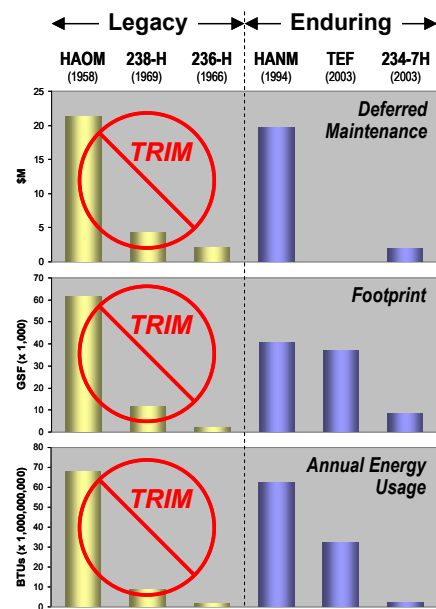 Legacy Enduring
HAOM 238-H 236-H HANM TEF 234-7H
(1958) (1969) (1966) (1994) (2003) (2003)
$M
25
20
15
10
5
0
TRIM
Deferred
Maintenance
GSF (x 1,000)
70
60
50
40
30
20
10
0
TRIM
Footprint
BTUs (x 1,000,000,000)
80
70
60
50
40
30
20
10
0
TRIM
Annual Energy
Usage